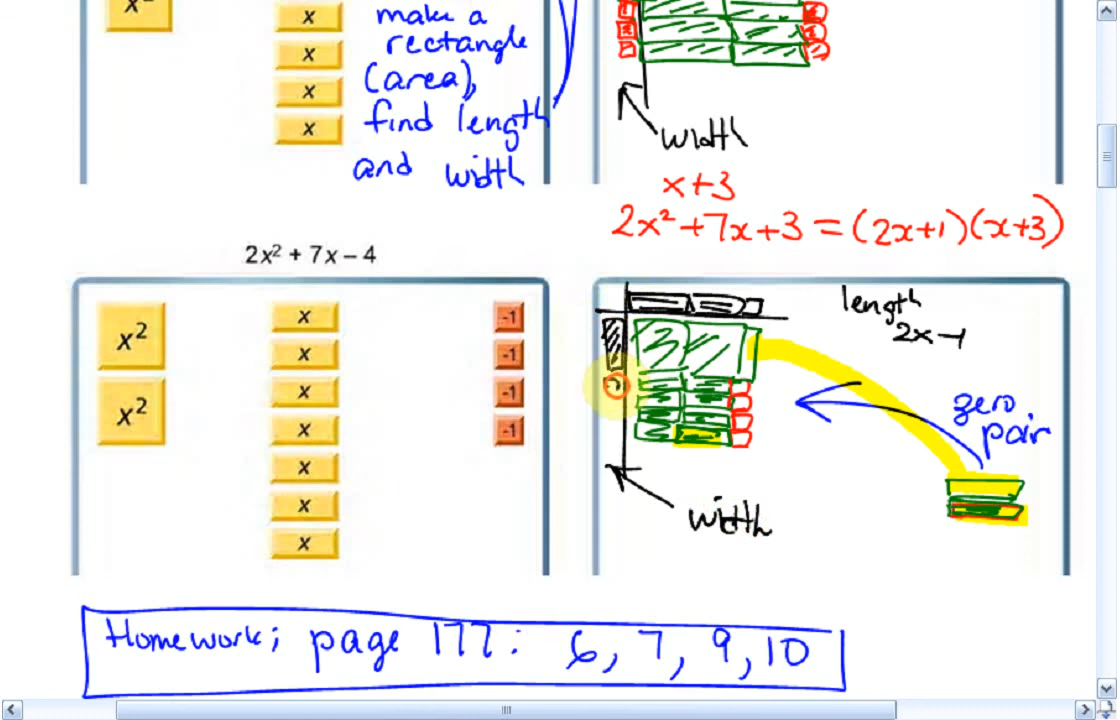 x²
x
x
x
x
make a
rectangle
(area),
find length
and width
width
x+3
2x²+7x+3=(2x+1)(x+3)
2x² + 7x – 4
x²
x²
x
x
x
x
x
x
x
-1
-1
-1
-1
length
2x-1
zero
pair
width
Homework; page 177: 6, 7, 9, 10